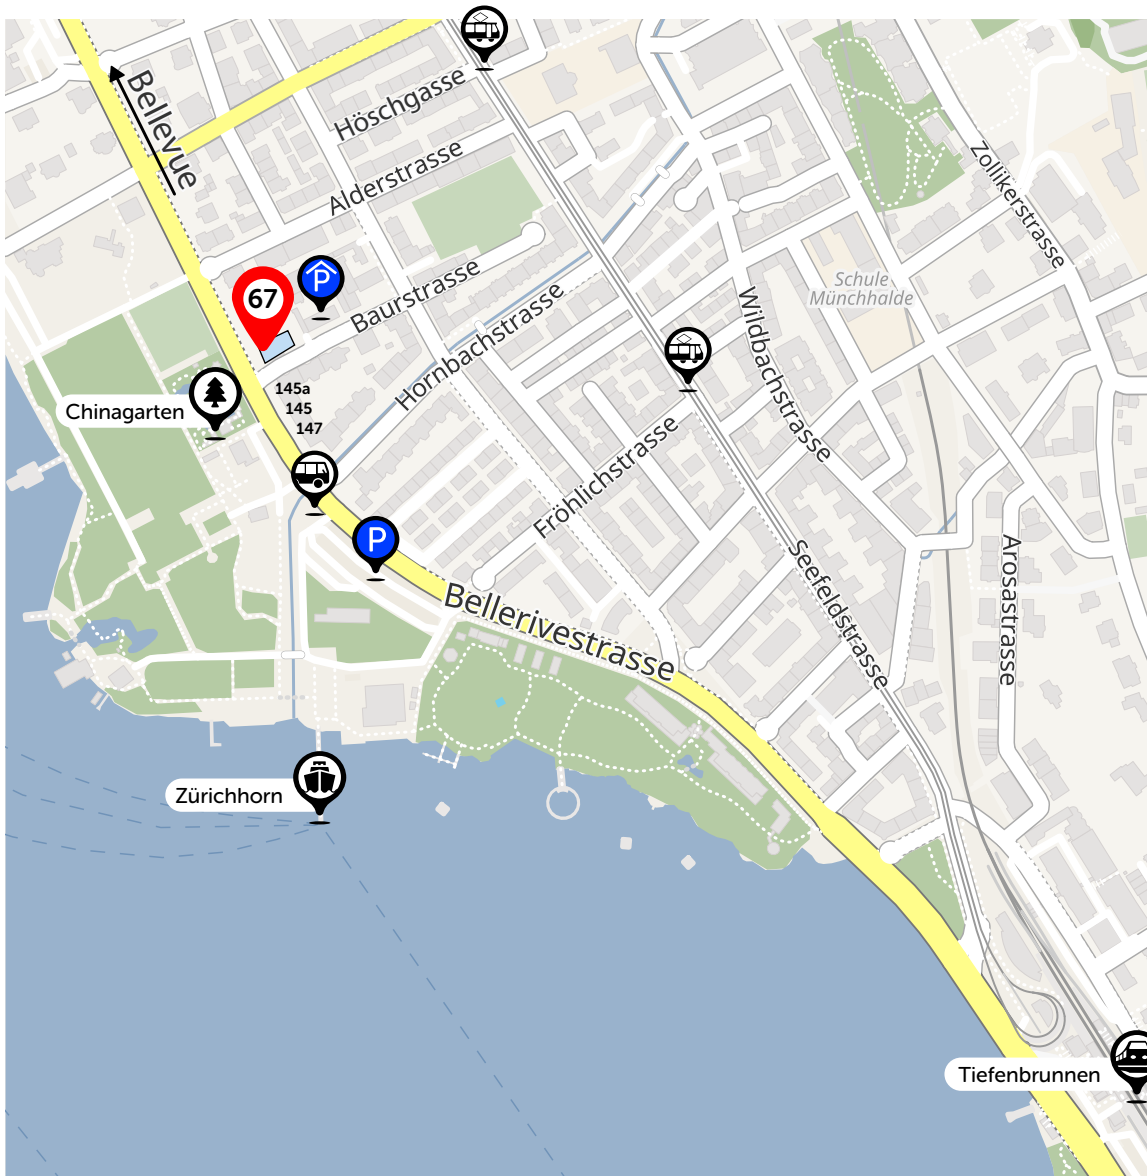 Bellevue
Höschgasse
Alderstrasse
Zollikerstrasse
67
P
Baurstrasse
Schule
Münchhalde
Hornbachstrasse
Wildbachstrasse
Chinagarten
145a
145
147
Fröhlichstrasse
P
Bellerivestrasse
Seefeldstrasse
Arosastrasse
Zürichhorn
Tiefenbrunnen